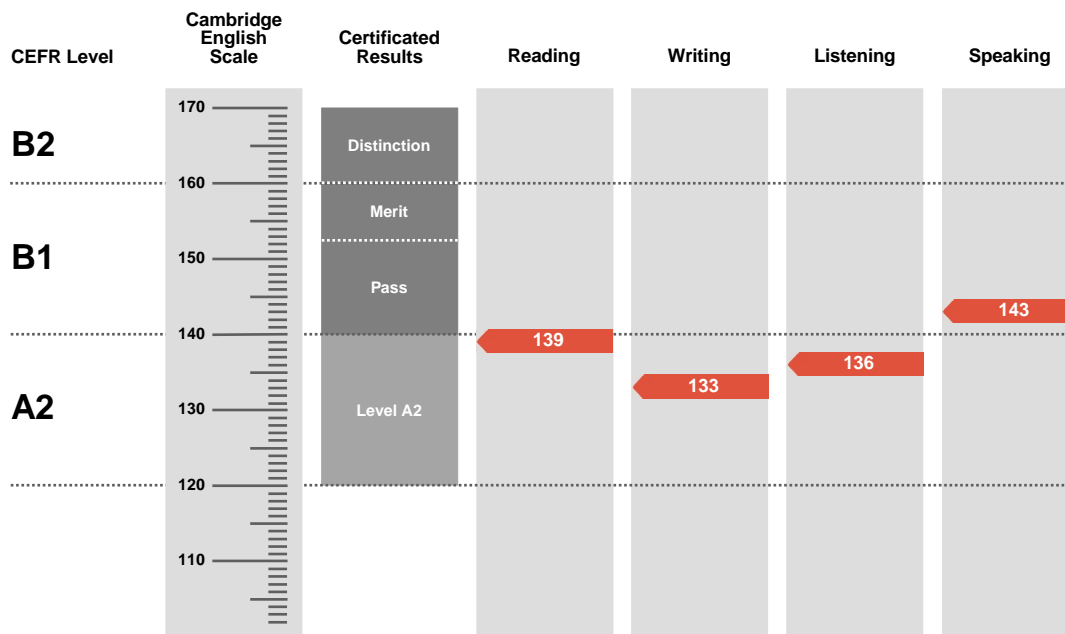 CEFR Level
Cambridge
English
Scale
Certificated
Results
Reading
Writing
Listening
Speaking
170
B2
Distinction
160
Merit
B1
150
Pass
143
140
139
136
133
A2
130
Level A2
120
110